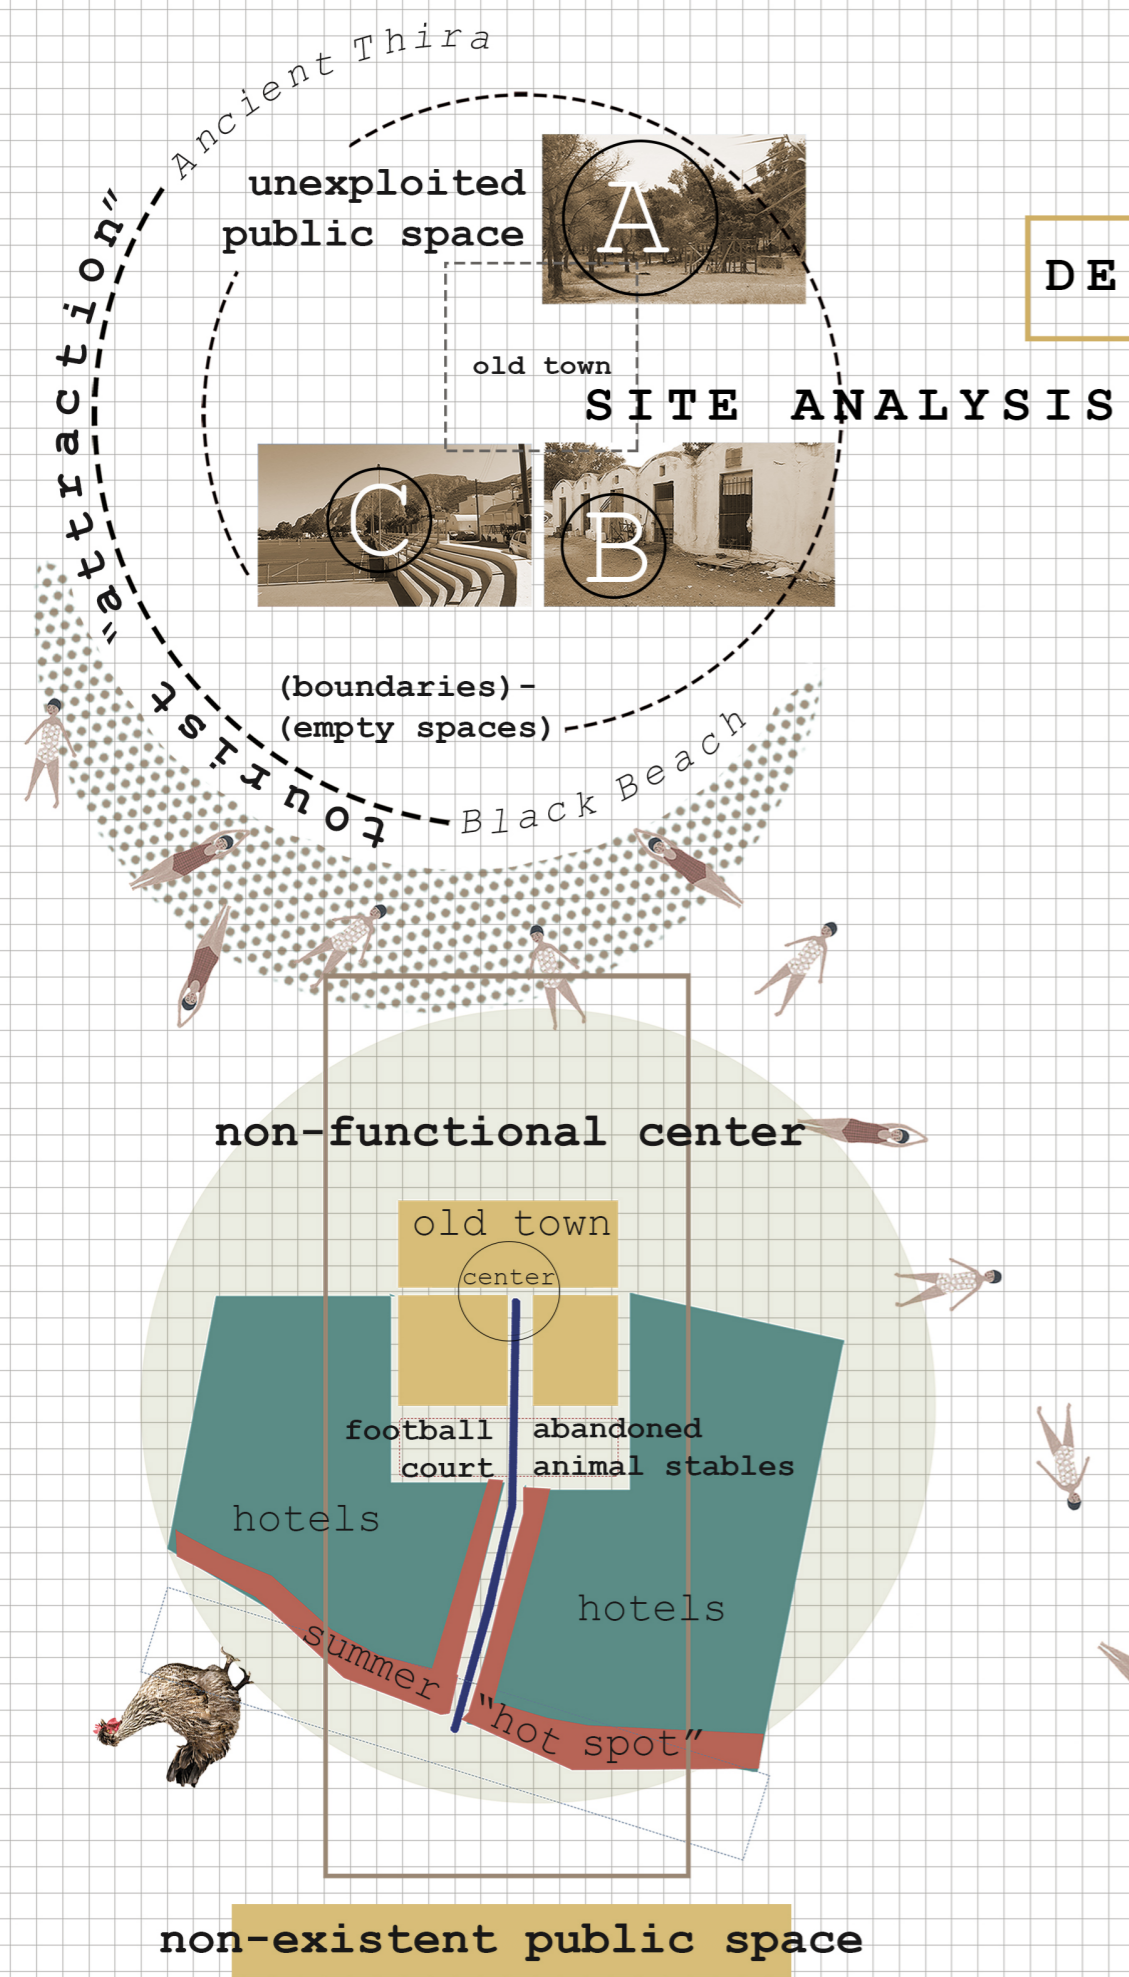 Ancient Thira
unexploited
public space
A
"attraction"
DE
old town
SITE ANALYSIS
C
B
(boundaries)-
(empty spaces)
tourist
Black Beach
non-functional center
old town
center
football
court
abandoned
animal stables
hotels
hotels
summer
"hot spot"
non-existent public space